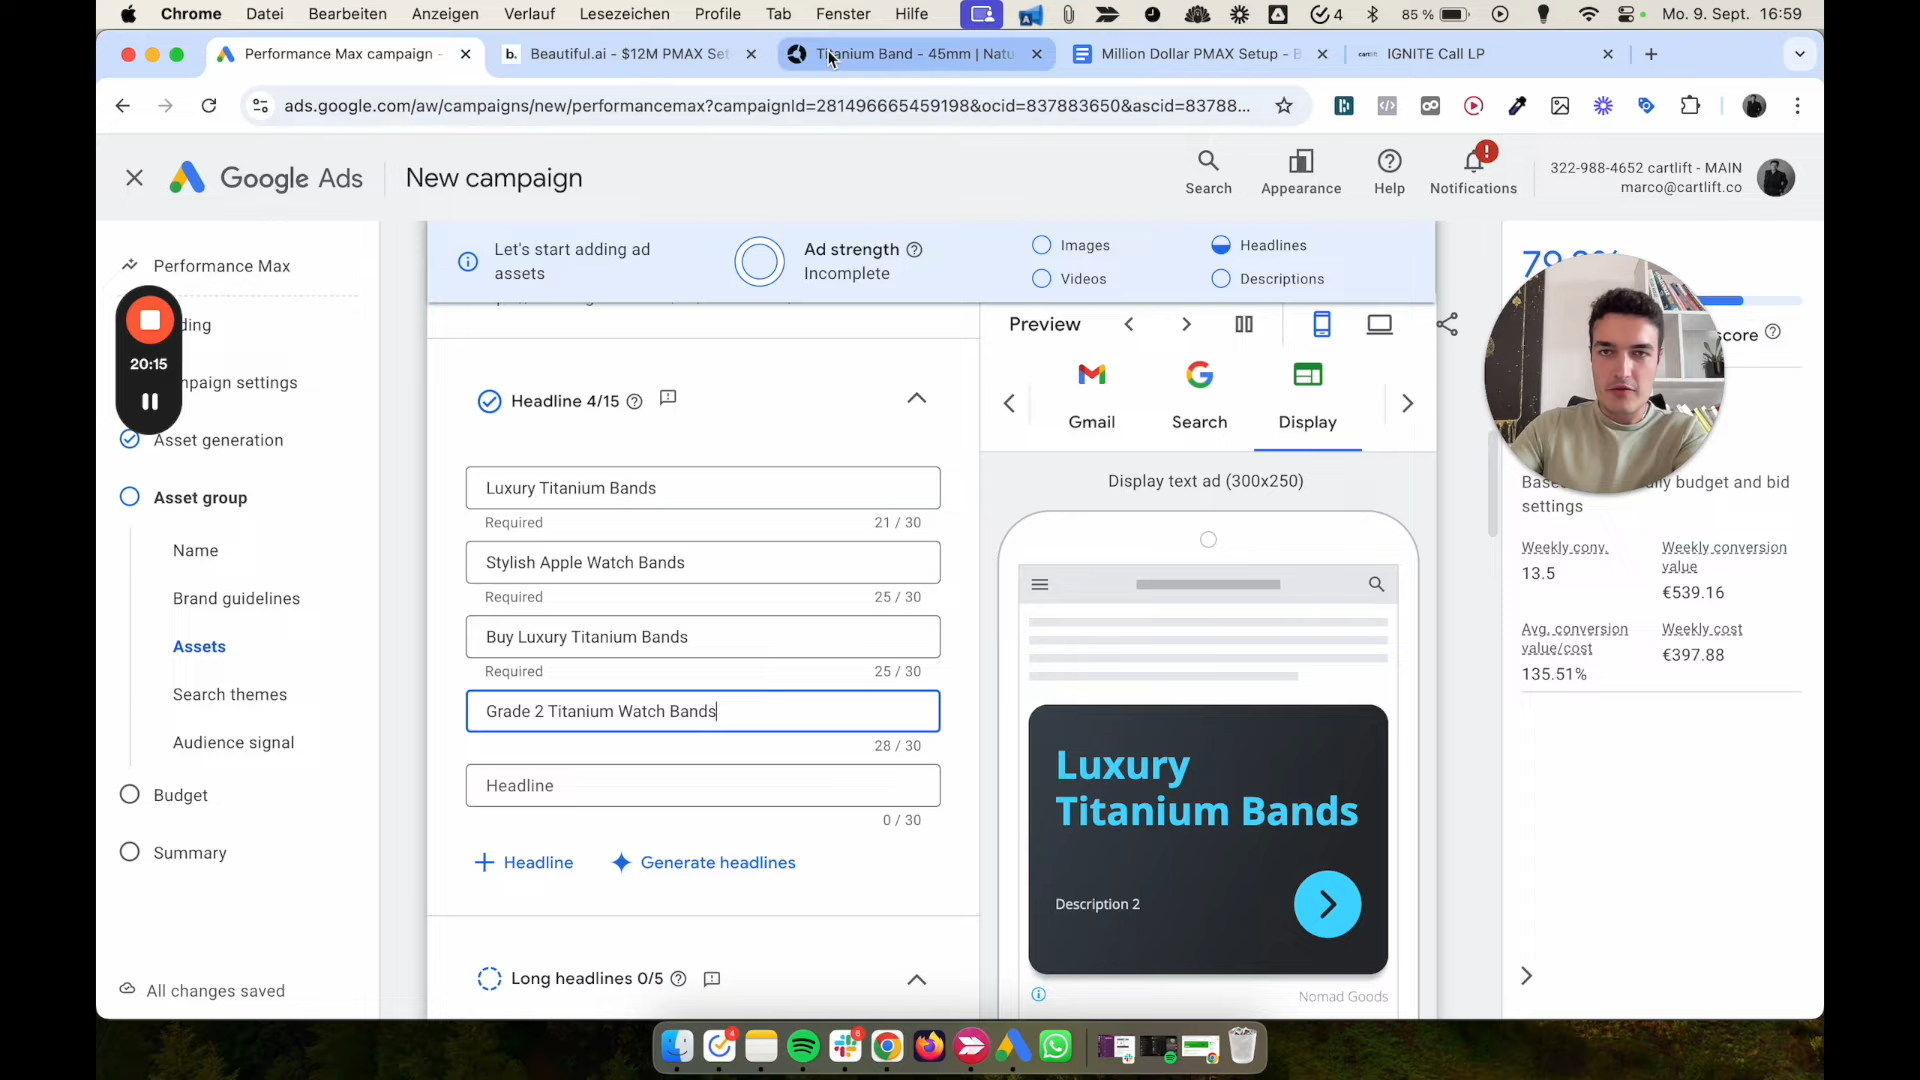 Chrome Datei Bearbeiten Anzeigen Verlauf Lesezeichen Profile Tab Fenster Hilfe 4 85 % Mo. 9. Sept. 16:59
Performance Max campaign - Beautiful.ai - $12M PMAX Set Titanium Band - 45mm | Natu Million Dollar PMAX Setup - B cartlift IGNITE Call LP
ads.google.com/aw/campaigns/new/performancemax?campaignId=281496665459198&ocid=837883650&ascid=83788...
Google Ads New campaign
Search Appearance Help Notifications
322-988-4652 cartlift - MAIN
marco@cartlift.co
Performance Max
20:15
ding
mpaign settings
Asset generation
Asset group
Name
Brand guidelines
Assets
Search themes
Audience signal
Budget
Summary
All changes saved
Let's start adding ad
assets
Ad strength
Incomplete
Images
Headlines
Videos
Descriptions
Headline 4/15
Luxury Titanium Bands
Required 21 / 30
Stylish Apple Watch Bands
Required 25 / 30
Buy Luxury Titanium Bands
Required 25 / 30
Grade 2 Titanium Watch Bands
28 / 30
Headline
0 / 30
Headline Generate headlines
Long headlines 0/5
Preview
Gmail Search Display
Display text ad (300x250)
Luxury
Titanium Bands
Description 2
Nomad Goods
core
settings
ly budget and bid
Weekly conv.
13.5
Weekly conversion
value
€539.16
Avg. conversion
value/cost
135.51%
Weekly cost
€397.88
4
6